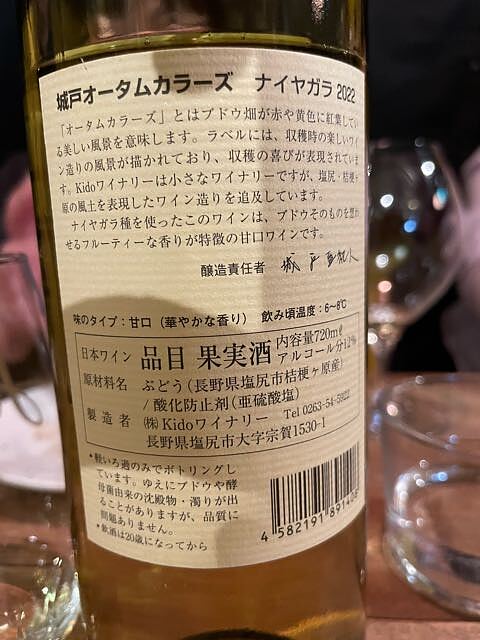 城戸オータムカラーズ ナイヤガラ 2022
「オータムカラーズ」とはブドウ畑が赤や黄色に紅葉してい
る美しい風景を意味します。ラベルには、収穫時の楽しいワイ
ン造りの風景が描かれており、収穫の喜びが表現されていま
す。Kidoワイナリーは小さなワイナリーですが、塩尻・桔梗ヶ
原の風土を表現したワイン造りを追及しています。
ナイヤガラ種を使ったこのワインは、ブドウそのものを想わ
せるフルーティーな香りが特徴の甘口ワインです。
醸造責任者 城戸亜紀人
味のタイプ:甘口(華やかな香り) 飲み頃温度:6~8℃
日本ワイン 品目 果実酒 内容量720mℓ
アルコール分12%
原材料名 ぶどう(長野県塩尻市桔梗ヶ原産)
/ 酸化防止剤(亜硫酸塩)
製造者 ㈱Kidoワイナリー Tel 0263-54-5922
長野県塩尻市大字宗賀1530-1
*軽いろ過のみでボトリングし
ています。ゆえにブドウや酵
母菌由来の沈殿物・濁りが出
ることがありますが、品質に
問題ありません。
*飲酒は20歳になってから
4 582191 891408